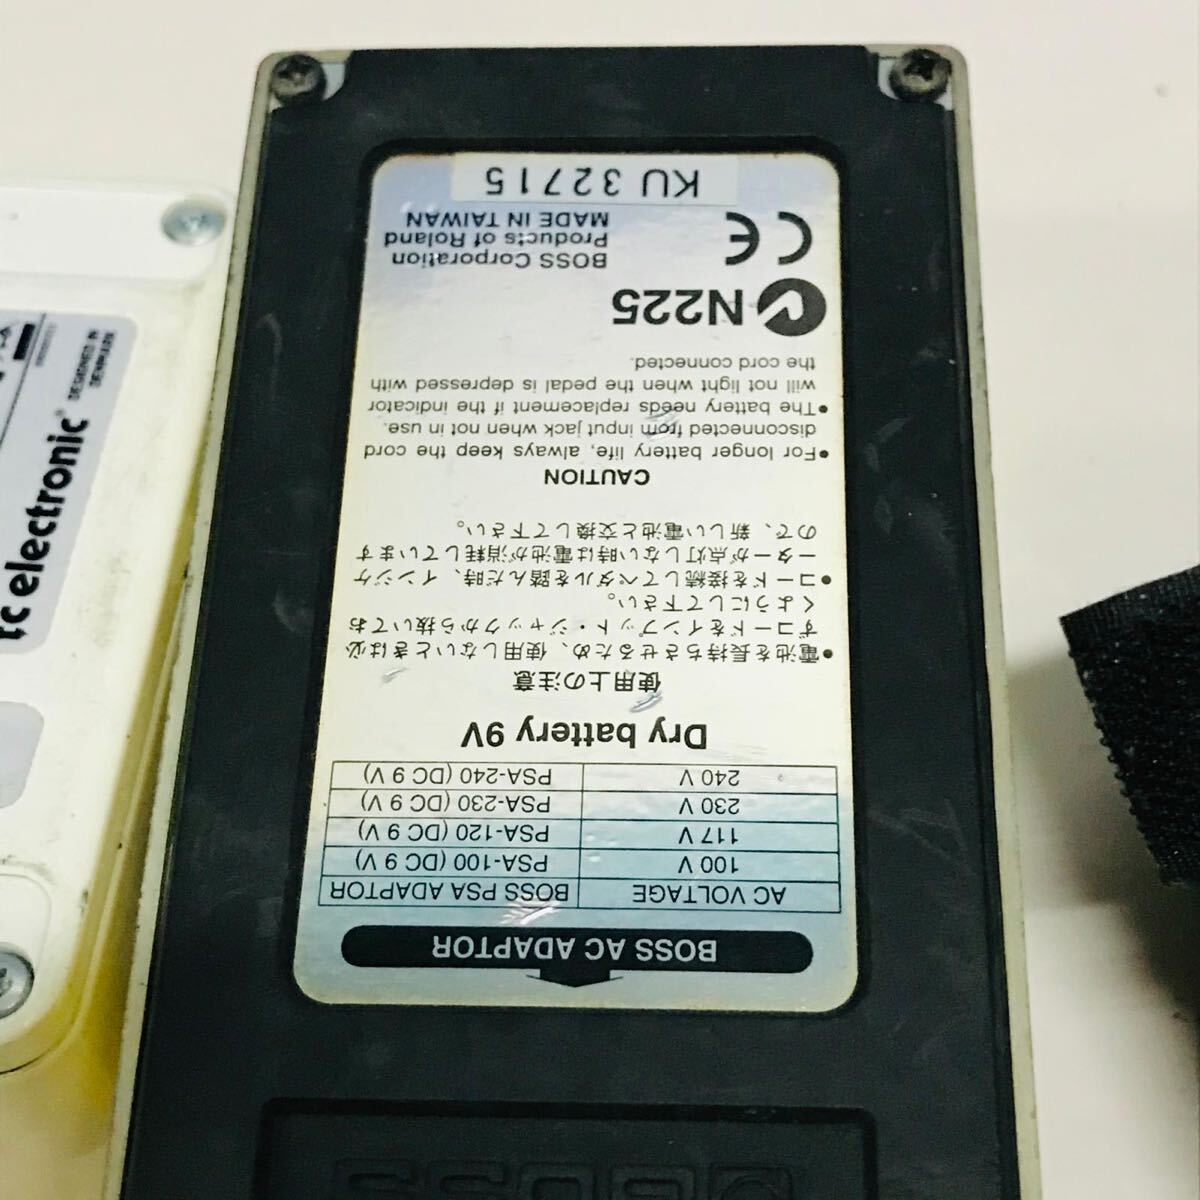 BOSS
BOSS AC ADAPTOR
AC VOLTAGE BOSS PSA ADAPTOR
100 V PSA-100 (DC 9 V)
117 V PSA-120 (DC 9 V)
230 V PSA-230 (DC 9 V)
240 V PSA-240 (DC 9 V)
Dry battery 9V
使用上の注意
●電池を長持ちさせるため、使用しないときは必
ずコードをインプット・ジャックから抜いてお
くようにして下さい。
●コードを接続してペダルを踏んだ時、インジケ
ーターが点灯しない時は電池が消耗しています
ので、新しい電池と交換して下さい。
CAUTION
●For longer battery life, always keep the cord
disconnected from input jack when not in use.
●The battery needs replacement if the indicator
will not light when the pedal is depressed with
the cord connected.
N225
CE
BOSS Corporation
Products of Roland
MADE IN TAIWAN
KU 32715
tc electronic®
DESIGNED IN
DENMARK